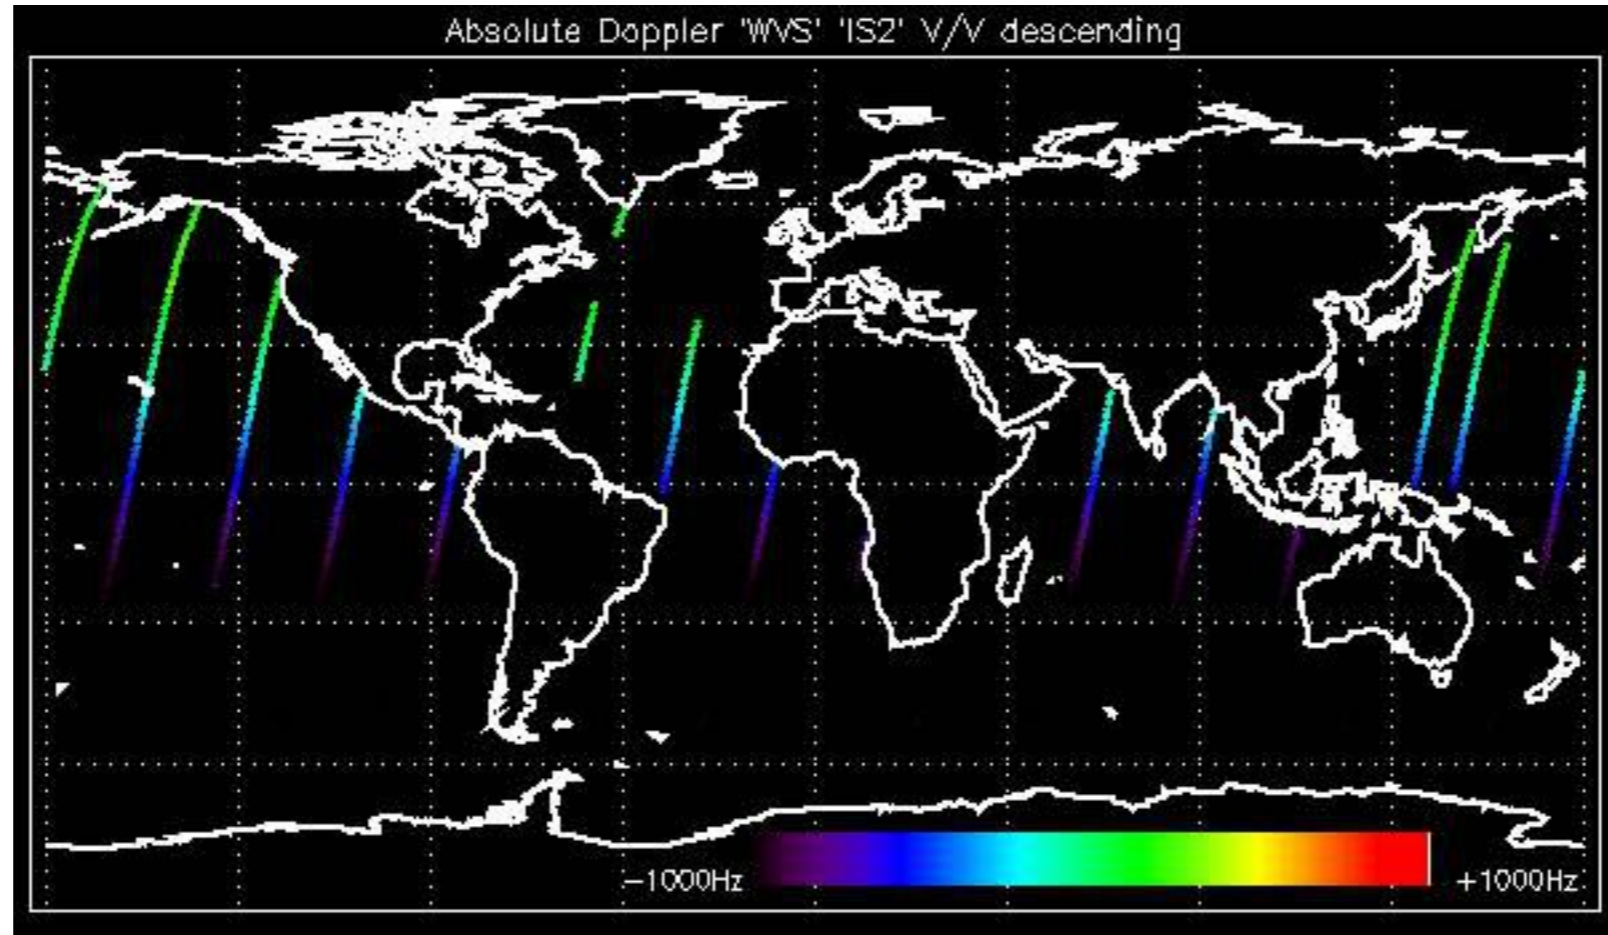 Absolute Doppler 'WVS' 'IS2' V/V descending
−1000Hz
+1000Hz